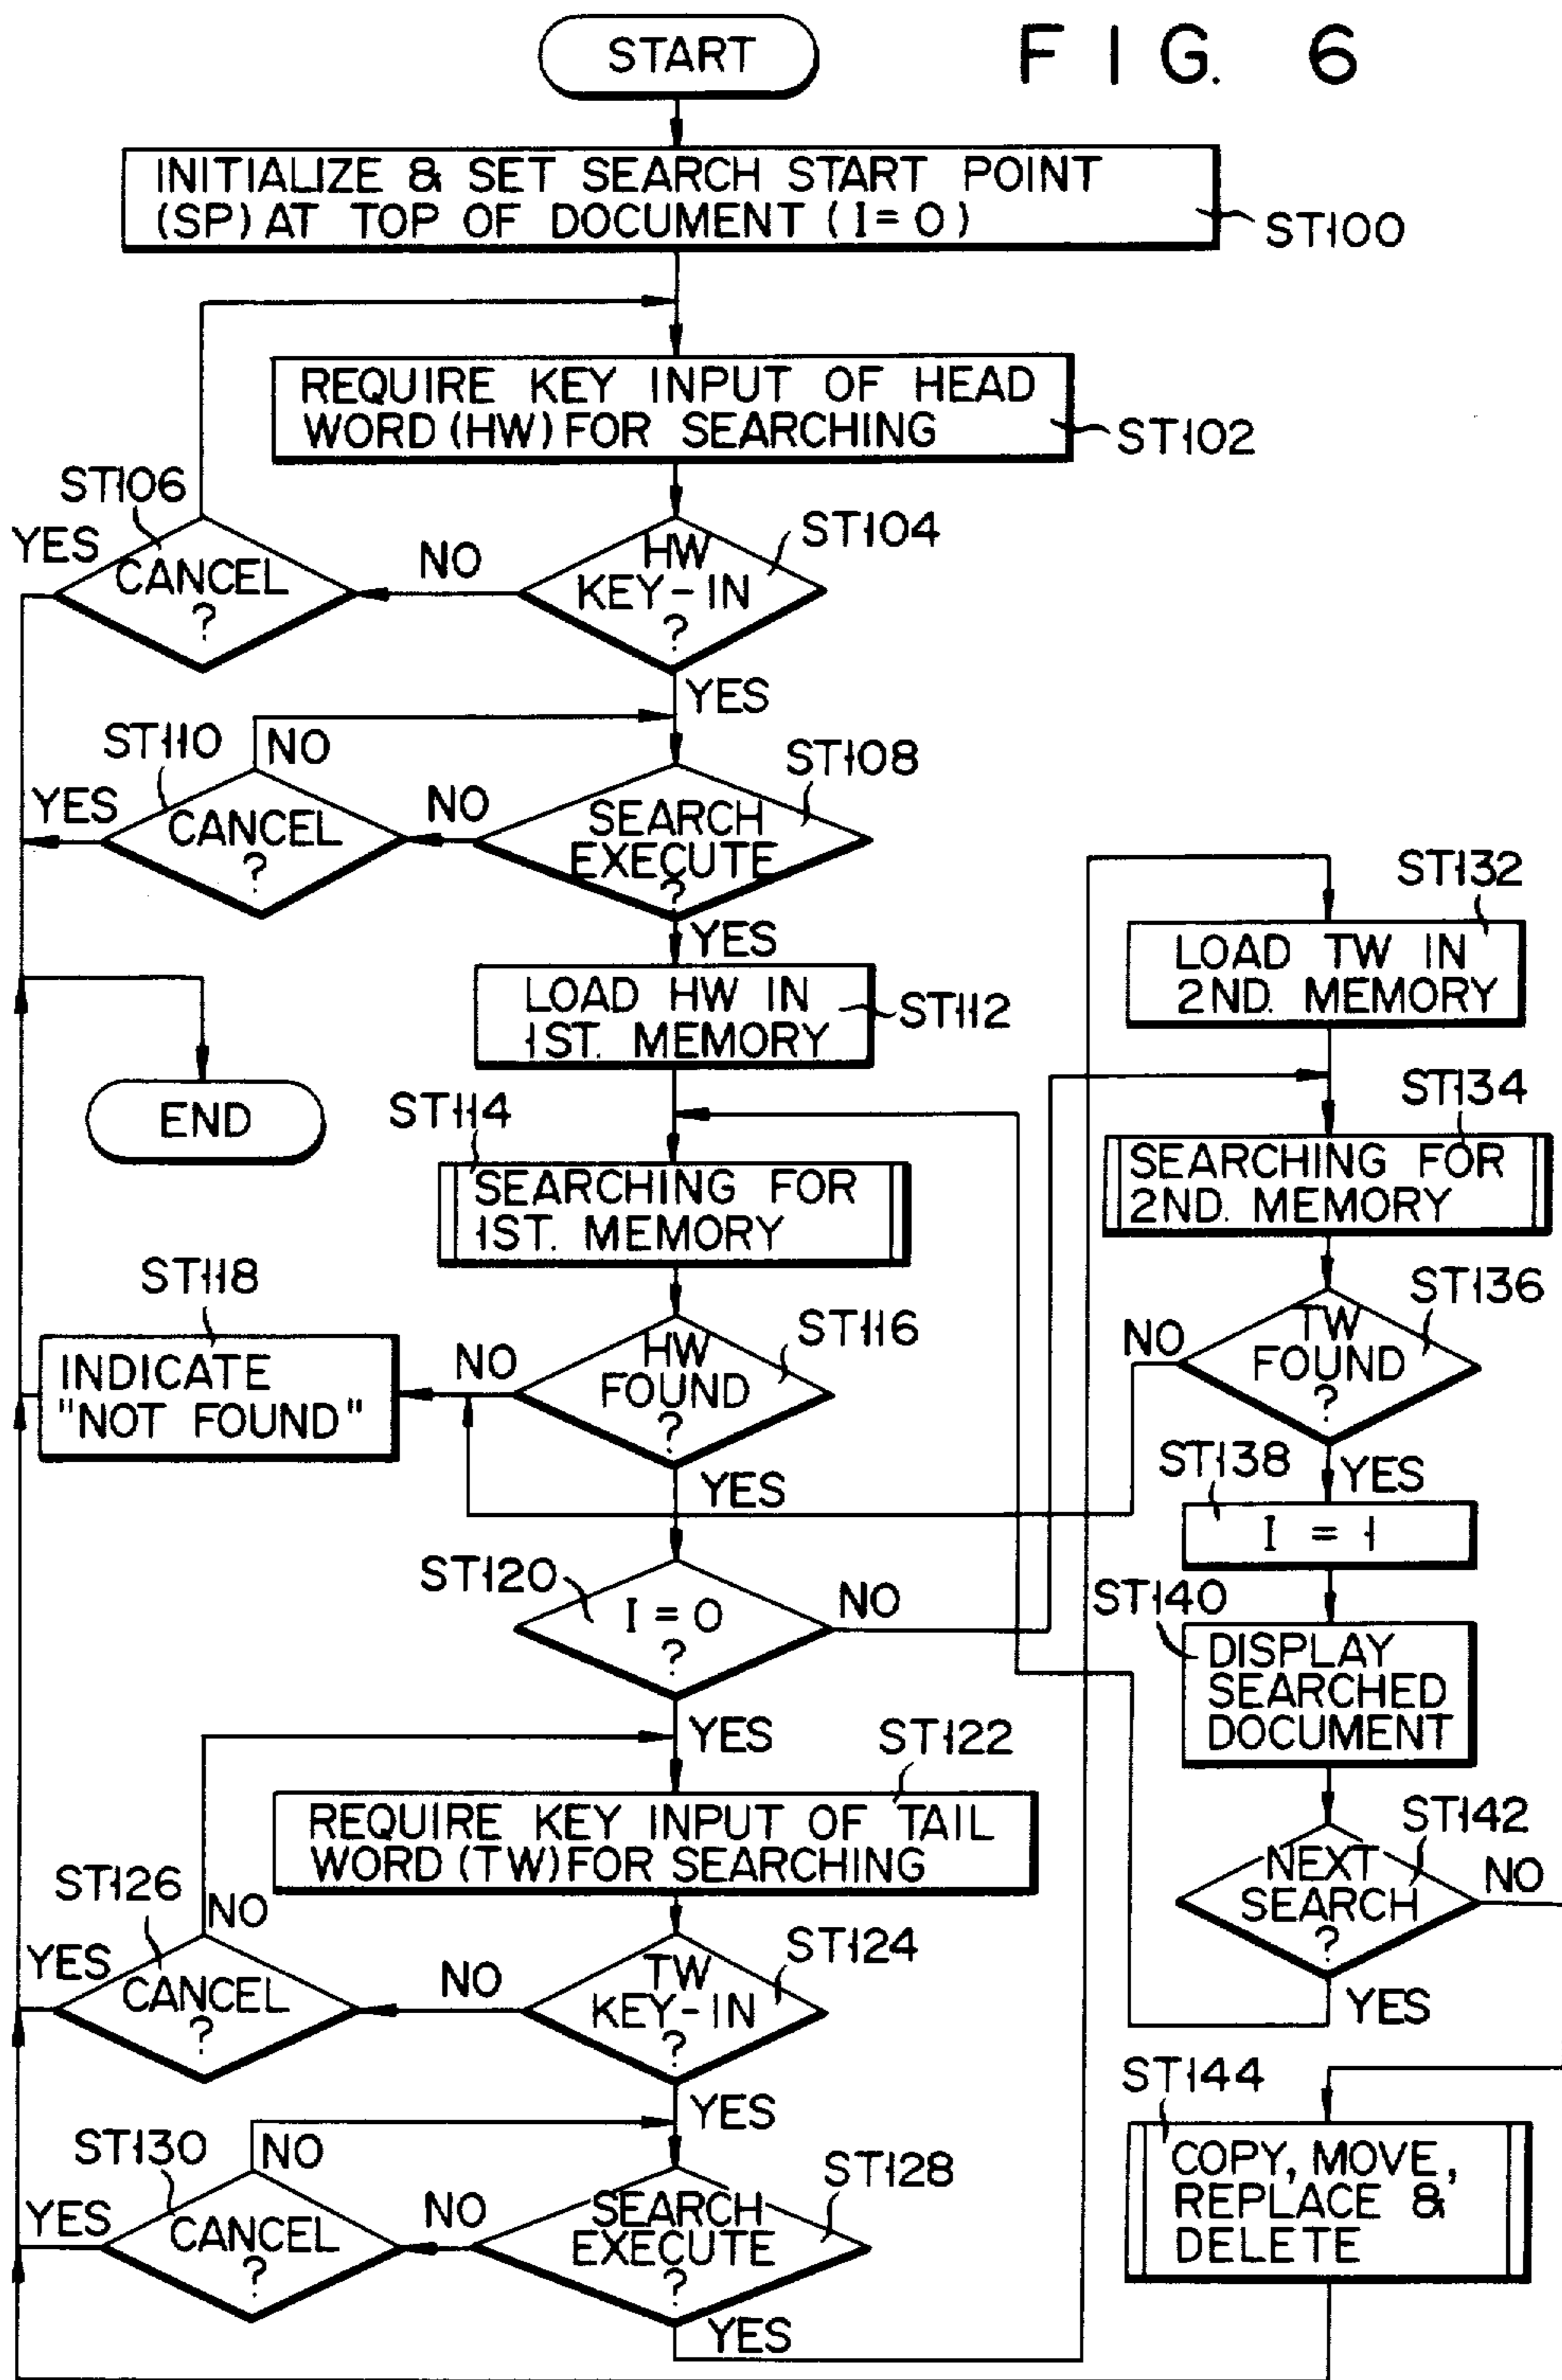 START
FIG. 6
INITIALIZE & SET SEARCH START POINT
(SP) AT TOP OF DOCUMENT (I=0)
ST100
REQUIRE KEY INPUT OF HEAD
WORD (HW) FOR SEARCHING
ST102
ST106
YES
CANCEL
?
NO
HW
KEY-IN
?
ST104
YES
ST110
NO
YES
CANCEL
?
NO
SEARCH
EXECUTE
?
ST108
YES
LOAD HW IN
1ST. MEMORY
ST112
ST132
LOAD TW IN
2ND. MEMORY
END
ST114
SEARCHING FOR
1ST. MEMORY
ST134
SEARCHING FOR
2ND. MEMORY
ST118
INDICATE
"NOT FOUND"
NO
HW
FOUND
?
ST116
YES
NO
TW
FOUND
?
ST136
YES
ST138
I = 1
ST120
I = 0
?
NO
YES
ST140
DISPLAY
SEARCHED
DOCUMENT
ST122
REQUIRE KEY INPUT OF TAIL
WORD (TW) FOR SEARCHING
ST142
NEXT
SEARCH
?
NO
YES
ST126
NO
YES
CANCEL
?
NO
TW
KEY-IN
?
ST124
YES
ST130
NO
YES
CANCEL
?
NO
SEARCH
EXECUTE
?
ST128
YES
ST144
COPY, MOVE,
REPLACE &
DELETE